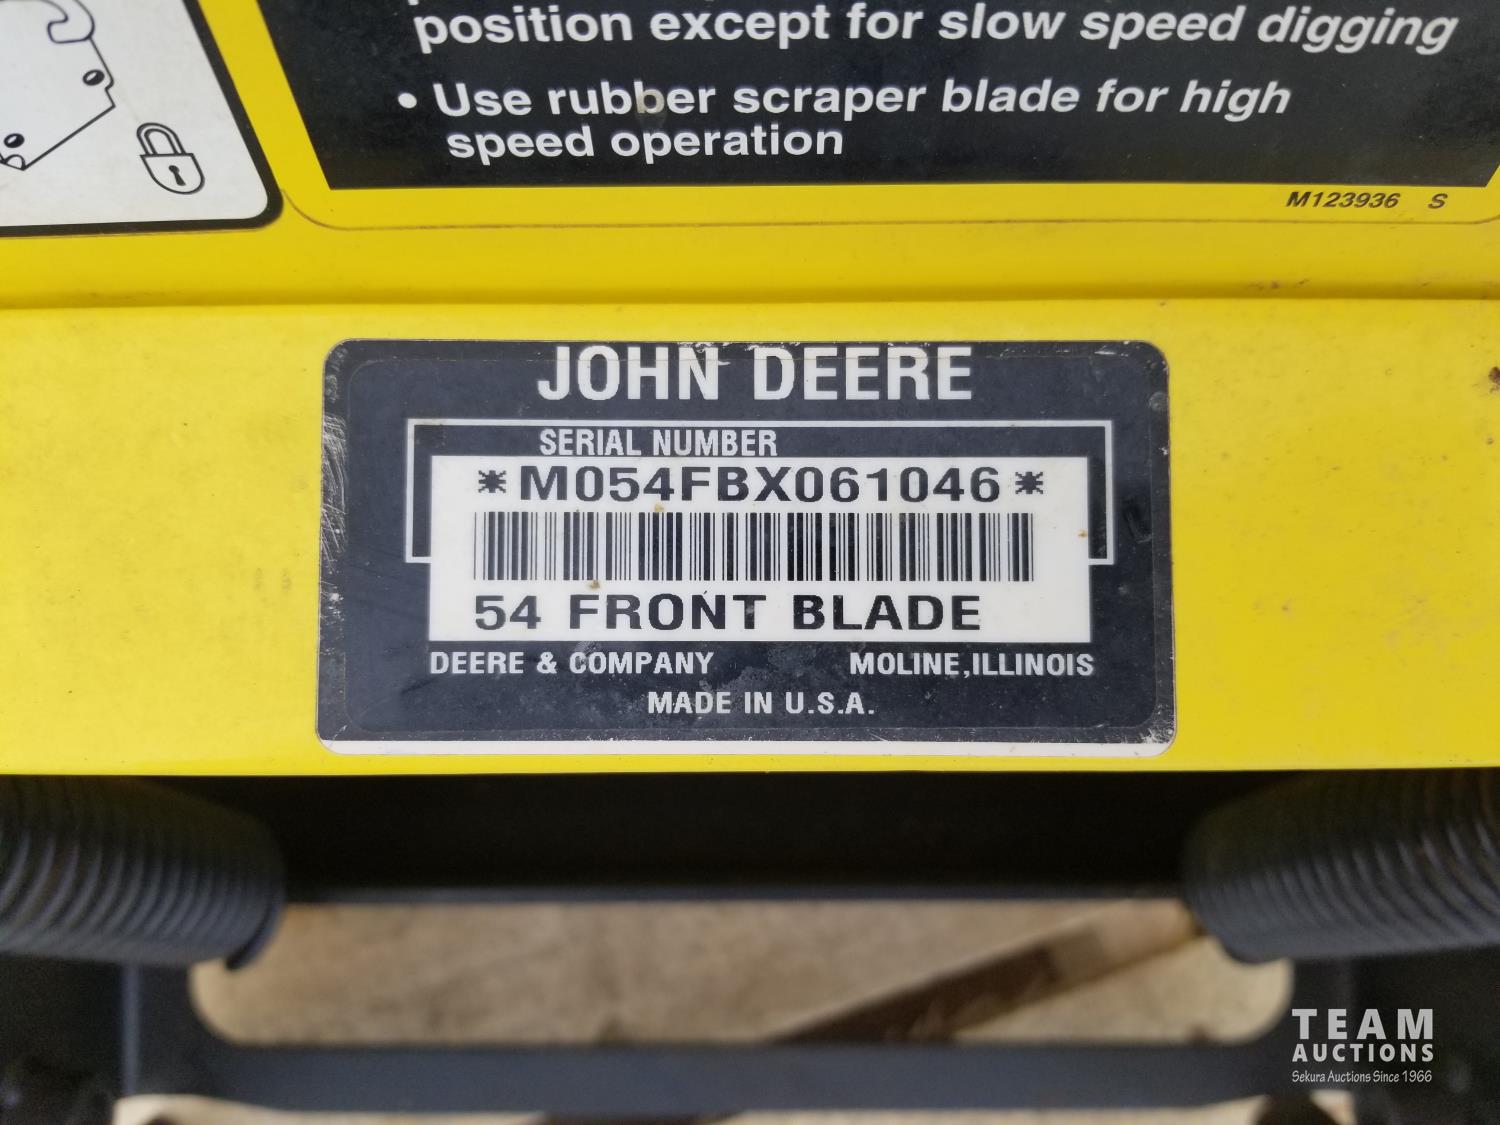 position except for slow speed digging
• Use rubber scraper blade for high
speed operation
M123936 S
JOHN DEERE
SERIAL NUMBER
*M054FBX061046*
54 FRONT BLADE
DEERE & COMPANY MOLINE,ILLINOIS
MADE IN U.S.A.
TEAM
AUCTIONS
Sekura Auctions Since 1966